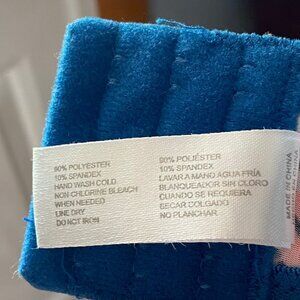 90% POLYESTER
10% SPANDEX
HAND WASH COLD
NON CHLORINE BLEACH
WHEN NEEDED
LINE DRY
DO NOT IRON
90% POLIÉSTER
10% SPANDEX
LAVAR A MANO AGUA FRÍA
BLANQUEADOR SIN CLORO
CUANDO SE REQUIERA
SECAR COLGADO
NO PLANCHAR
MADE IN CHINA